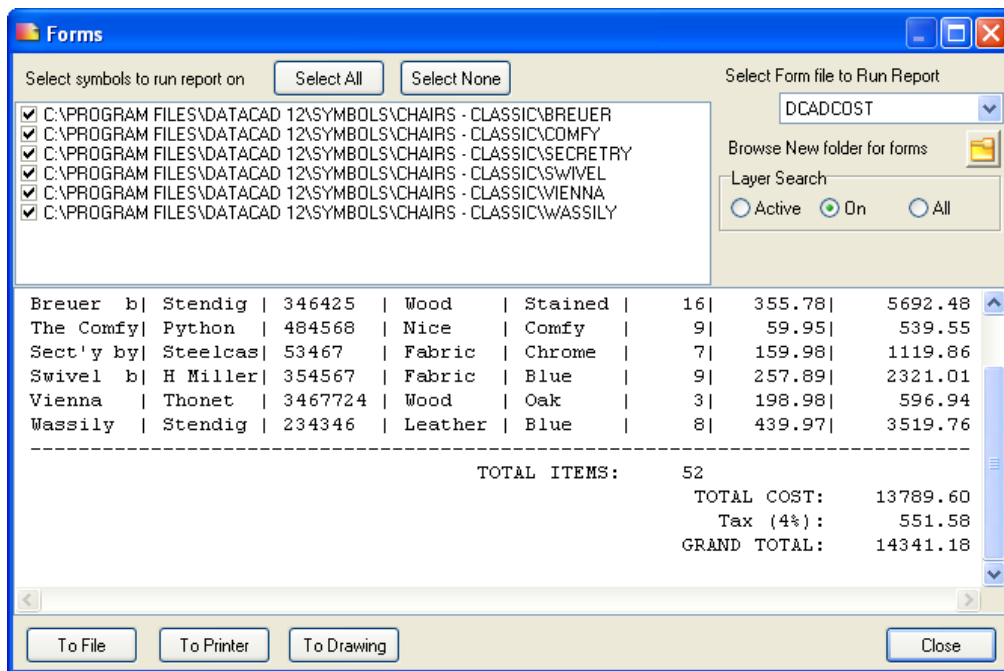 Forms
Select symbols to run report on Select All Select None
Select Form file to Run Report
DCADCOST
Browse New folder for forms
Layer Search
Active On All
C:\PROGRAM FILES\DATACAD 12\SYMBOLS\CHAIRS - CLASSIC\BREUER
C:\PROGRAM FILES\DATACAD 12\SYMBOLS\CHAIRS - CLASSIC\COMFY
C:\PROGRAM FILES\DATACAD 12\SYMBOLS\CHAIRS - CLASSIC\SECRETRY
C:\PROGRAM FILES\DATACAD 12\SYMBOLS\CHAIRS - CLASSIC\SWIVEL
C:\PROGRAM FILES\DATACAD 12\SYMBOLS\CHAIRS - CLASSIC\VIENNA
C:\PROGRAM FILES\DATACAD 12\SYMBOLS\CHAIRS - CLASSIC\WASSILY
Breuer b| Stendig | 346425 | Wood | Stained | 16| 355.78| 5692.48
The Comfy| Python | 484568 | Nice | Comfy | 9| 59.95| 539.55
Sect'y by| Steelcas| 53467 | Fabric | Chrome | 7| 159.98| 1119.86
Swivel b| H Miller| 354567 | Fabric | Blue | 9| 257.89| 2321.01
Vienna | Thonet | 3467724 | Wood | Oak | 3| 198.98| 596.94
Wassily | Stendig | 234346 | Leather | Blue | 8| 439.97| 3519.76
------------------------------------------------------------------------------
TOTAL ITEMS: 52
TOTAL COST: 13789.60
Tax (4%): 551.58
GRAND TOTAL: 14341.18
To File To Printer To Drawing Close